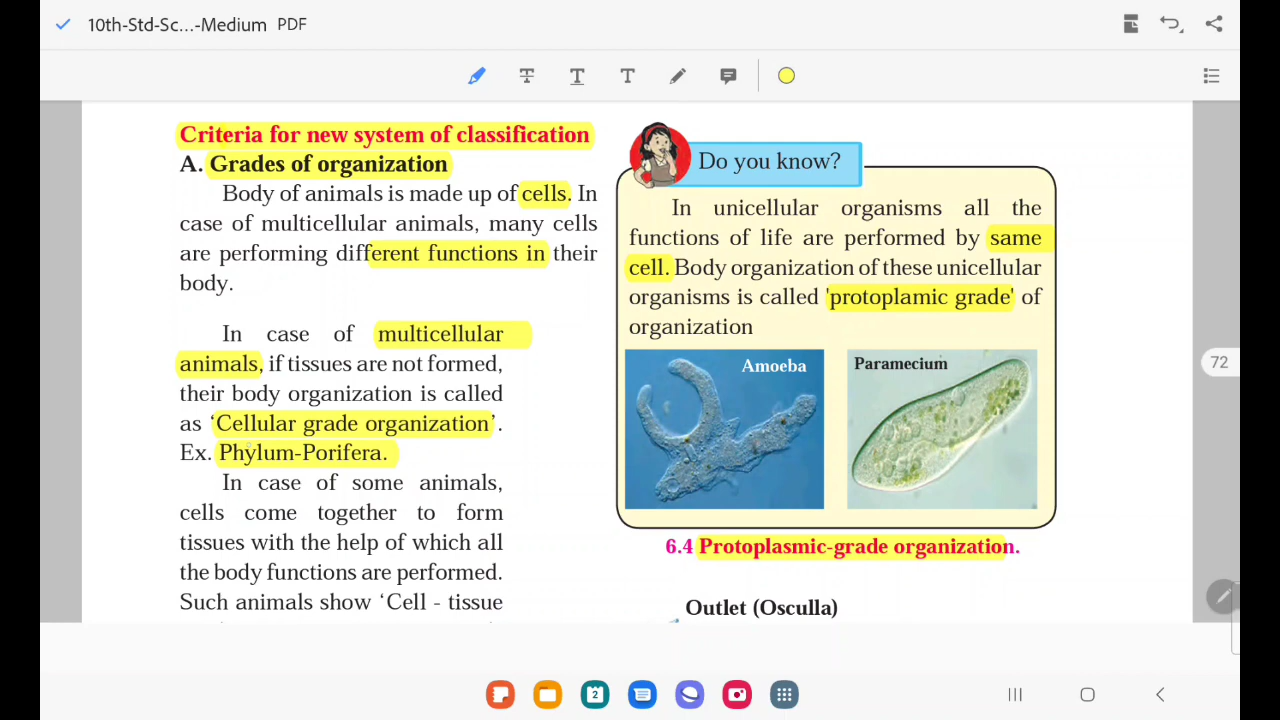 10th-Std-Sc...-Medium PDF
Criteria for new system of classification
A. Grades of organization
Body of animals is made up of cells. In
case of multicellular animals, many cells
are performing different functions in their
body.
In case of multicellular
animals, if tissues are not formed,
their body organization is called
as ‘Cellular grade organization’.
Ex. Phylum-Porifera.
In case of some animals,
cells come together to form
tissues with the help of which all
the body functions are performed.
Such animals show ‘Cell - tissue
Do you know?
In unicellular organisms all the
functions of life are performed by same
cell. Body organization of these unicellular
organisms is called 'protoplamic grade' of
organization
Amoeba
Paramecium
6.4 Protoplasmic-grade organization.
Outlet (Osculla)
72
2